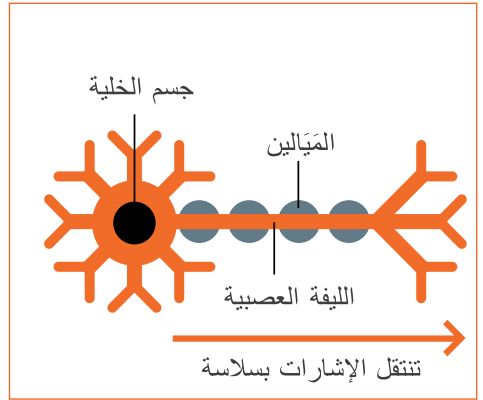 جسم الخلية
المَيَالين
الليفة العصبية
تنتقل الإشارات بسلاسة